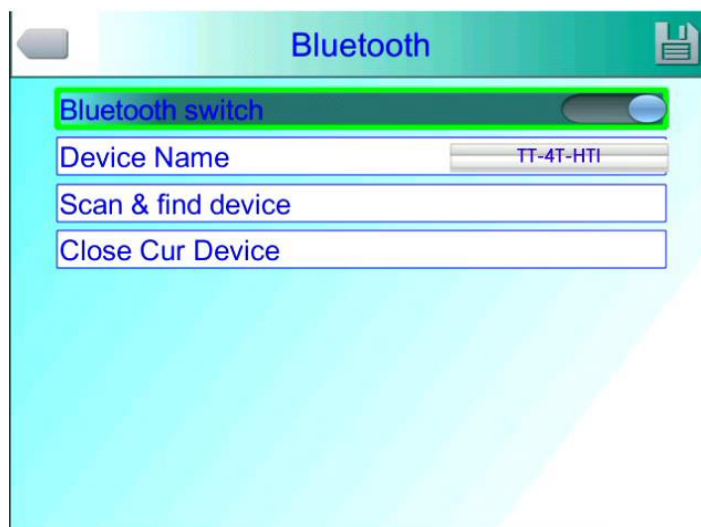 Bluetooth
Bluetooth switch
Device Name TT-4T-HTI
Scan & find device
Close Cur Device